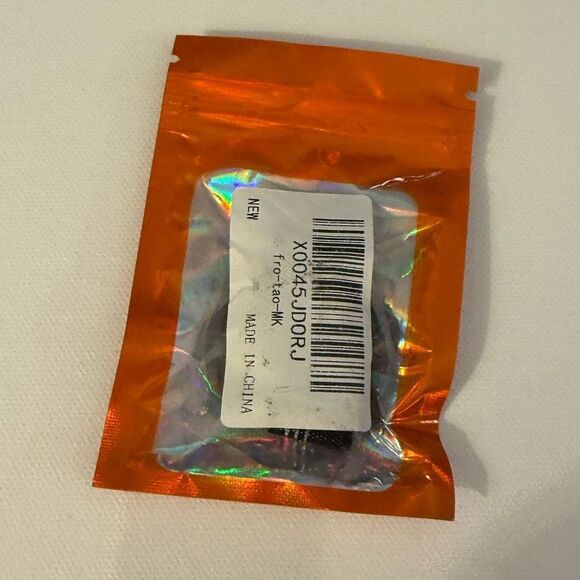 X0045JDORJ
fro-tao-MK
NEW
MADE IN CHINA